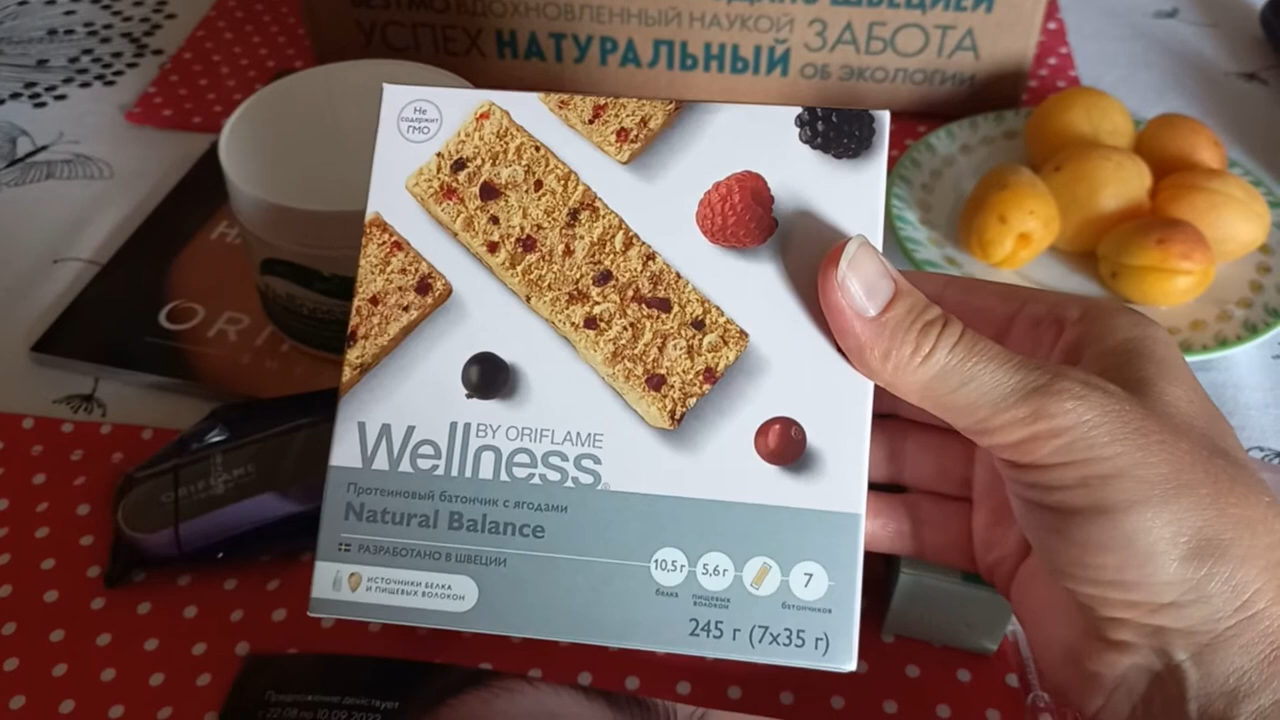 ШВЕЦИЕЙ
ВДОХНОВЛЕННЫЙ НАУКОЙ
УСПЕХ НАТУРАЛЬНЫЙ ЗАБОТА
ОБ ЭКОЛОГИИ
Не
содержит
ГМО
ORI
Wellness BY ORIFLAME
ORIFLAME
Протеиновый батончик с ягодами
Natural Balance
РАЗРАБОТАНО В ШВЕЦИИ
ИСТОЧНИКИ БЕЛКА
И ПИЩЕВЫХ ВОЛОКОН
10,5 г
белка
5,6 г
пищевых
волокон
7
батончиков
245 г (7x35 г)
Предложение действует
с 22.08 по 10.09.2022